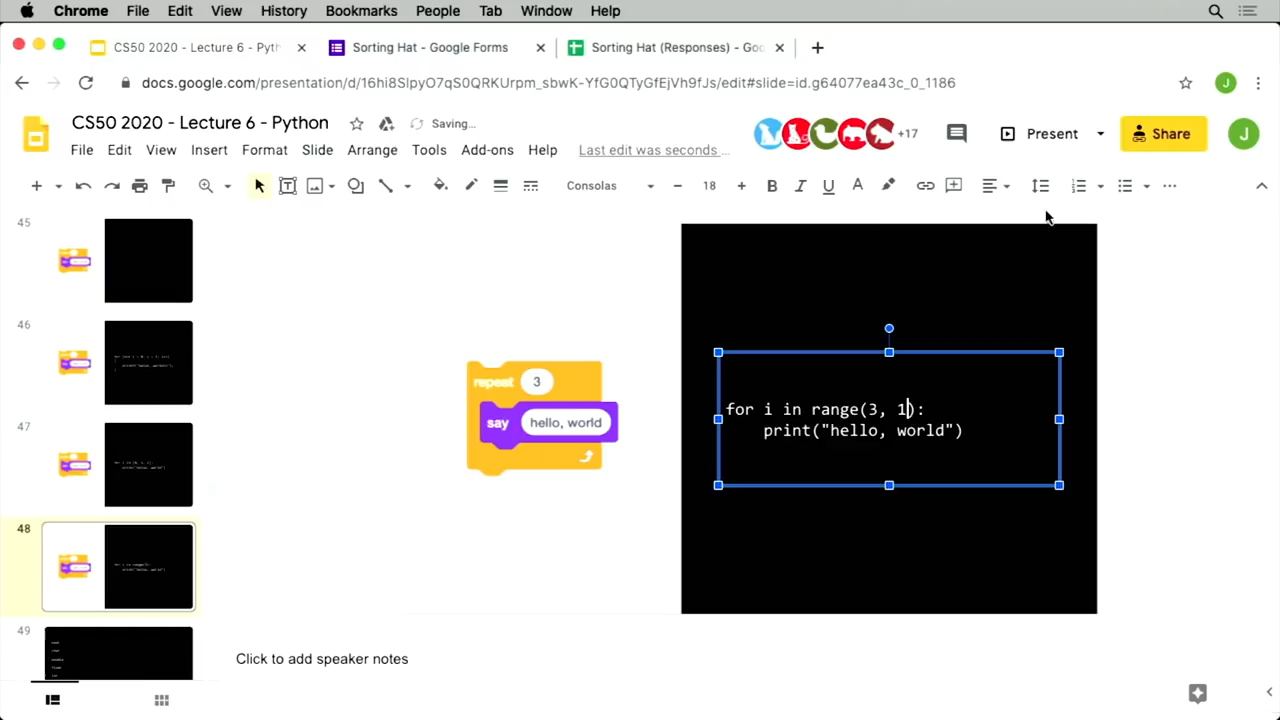 Chrome File Edit View History Bookmarks People Tab Window Help
CS50 2020 - Lecture 6 - Pyth
Sorting Hat - Google Forms
Sorting Hat (Responses) - Goo
docs.google.com/presentation/d/16hi8SlpyO7qS0QRKUrpm_sbwK-YfG0QTyGfEjVh9fJs/edit#slide=id.g64077ea43c_0_1186
J
CS50 2020 - Lecture 6 - Python
Saving...
+17
Present
Share
J
File Edit View Insert Format Slide Arrange Tools Add-ons Help Last edit was seconds ...
Consolas
18
B I U A
45
46
47
48
49
repeat 3
say hello, world
for i in range(3, 1):
print("hello, world")
Click to add speaker notes